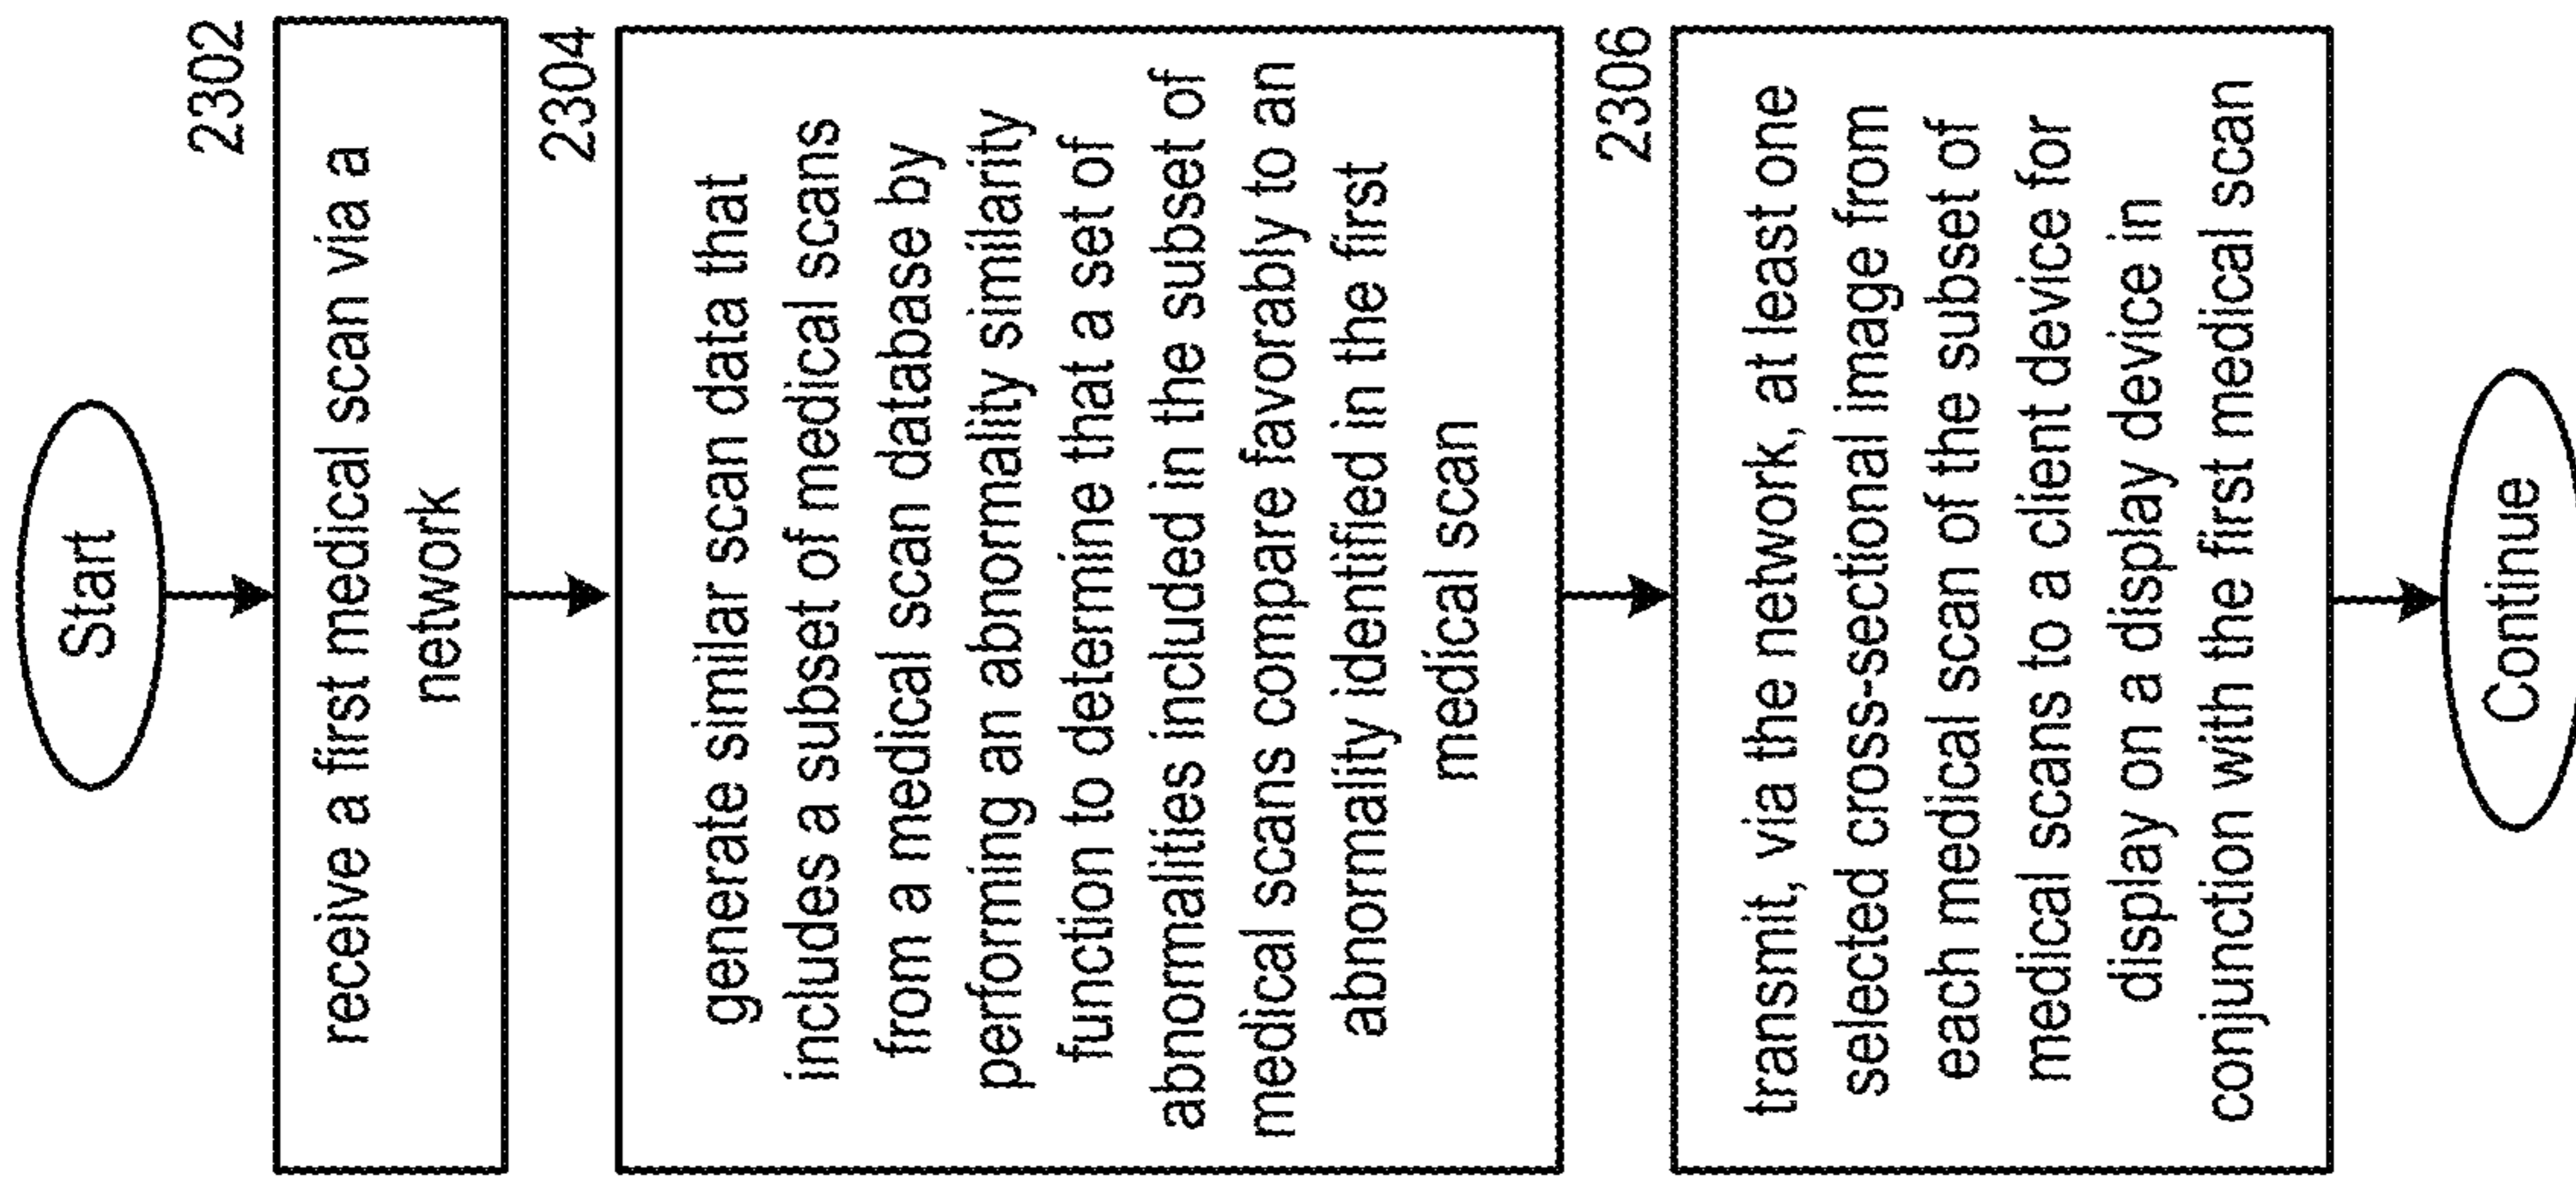 Start
2302
receive a first medical scan via a
network
2304
generate similar scan data that
includes a subset of medical scans
from a medical scan database by
performing an abnormality similarity
function to determine that a set of
abnormalities included in the subset of
medical scans compare favorably to an
abnormality identified in the first
medical scan
2306
transmit, via the network, at least one
selected cross-sectional image from
each medical scan of the subset of
medical scans to a client device for
display on a display device in
conjunction with the first medical scan
Continue